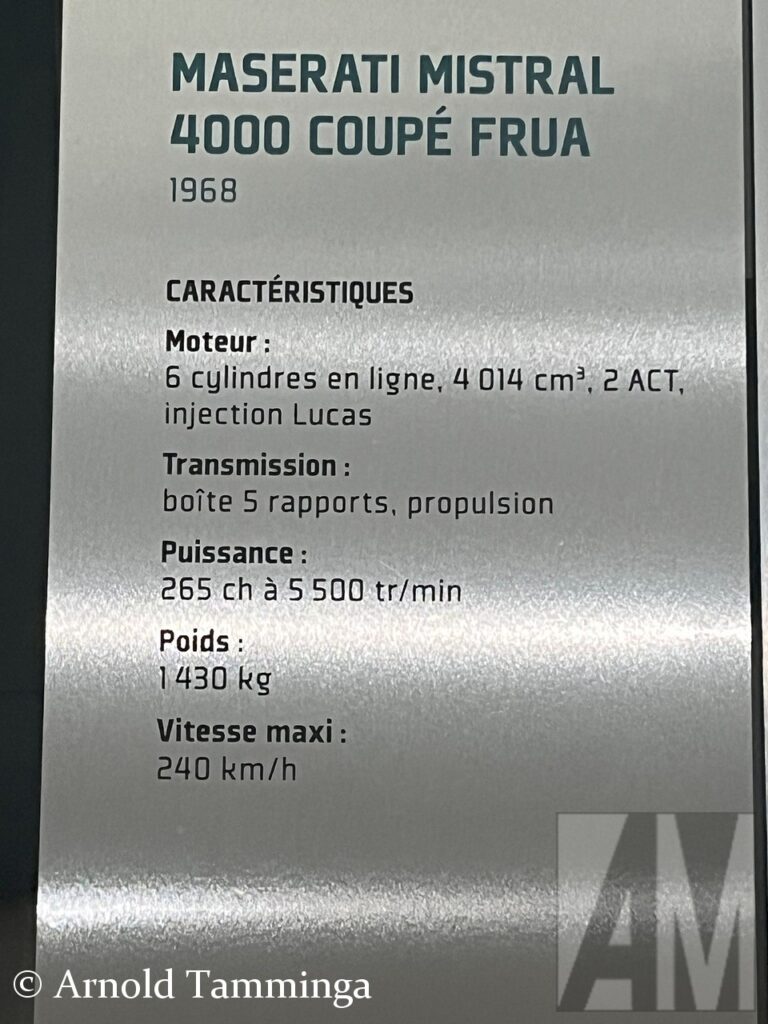 MASERATI MISTRAL
4000 COUPÉ FRUA
1968
CARACTÉRISTIQUES
Moteur :
6 cylindres en ligne, 4 014 cm³, 2 ACT,
injection Lucas
Transmission :
boîte 5 rapports, propulsion
Puissance :
265 ch à 5 500 tr/min
Poids :
1 430 kg
Vitesse maxi :
240 km/h
AM
© Arnold Tamminga